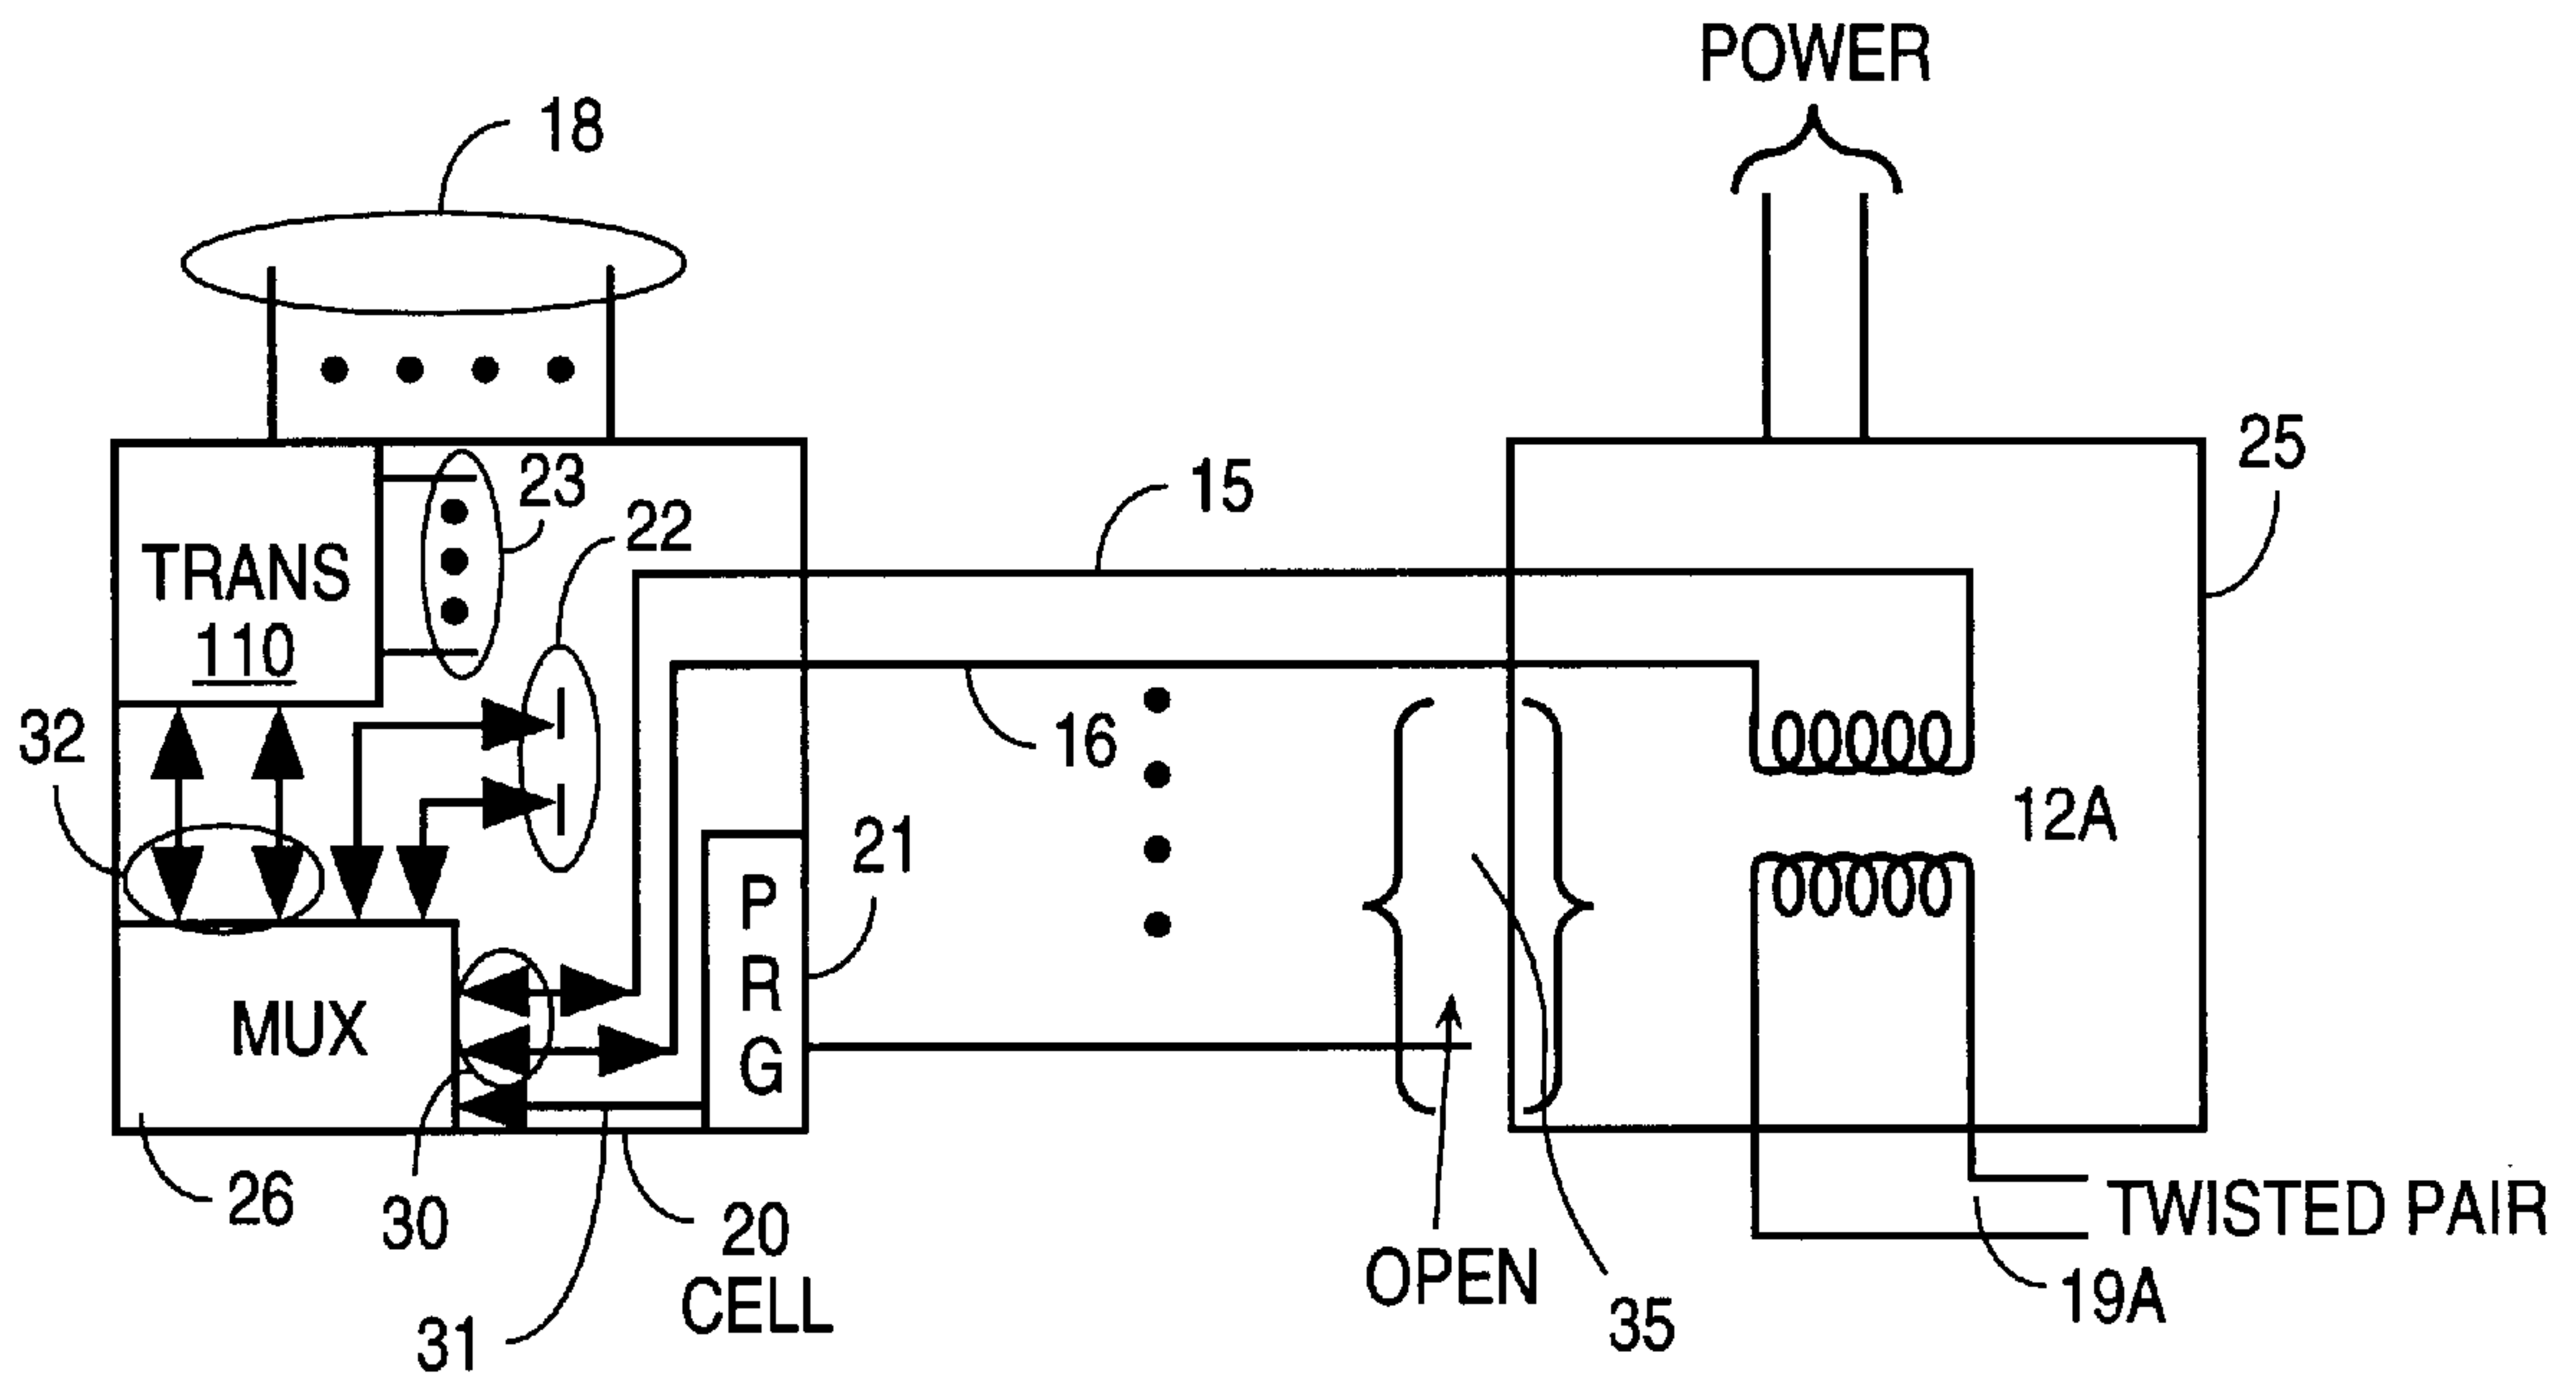 POWER
18
25
23
15
22
TRANS
110
32
16
12A
21
P
R
G
MUX
26
30
20
CELL
31
OPEN
35
TWISTED PAIR
19A